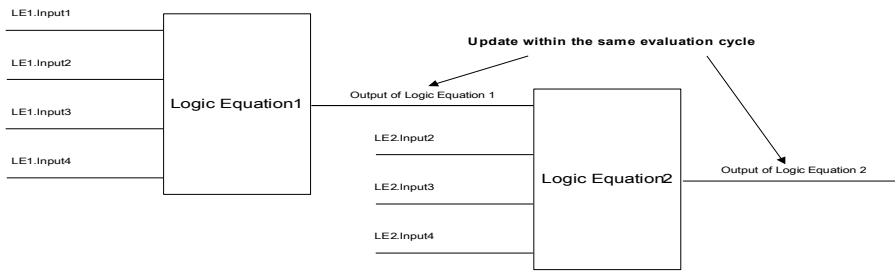 LE1.Input1
Update within the same evaluation cycle
LE1.Input2
Logic Equation1
Output of Logic Equation 1
LE1.Input3
LE2.Input2
LE1.Input4
Output of Logic Equation 2
Logic Equation2
LE2.Input3
LE2.Input4